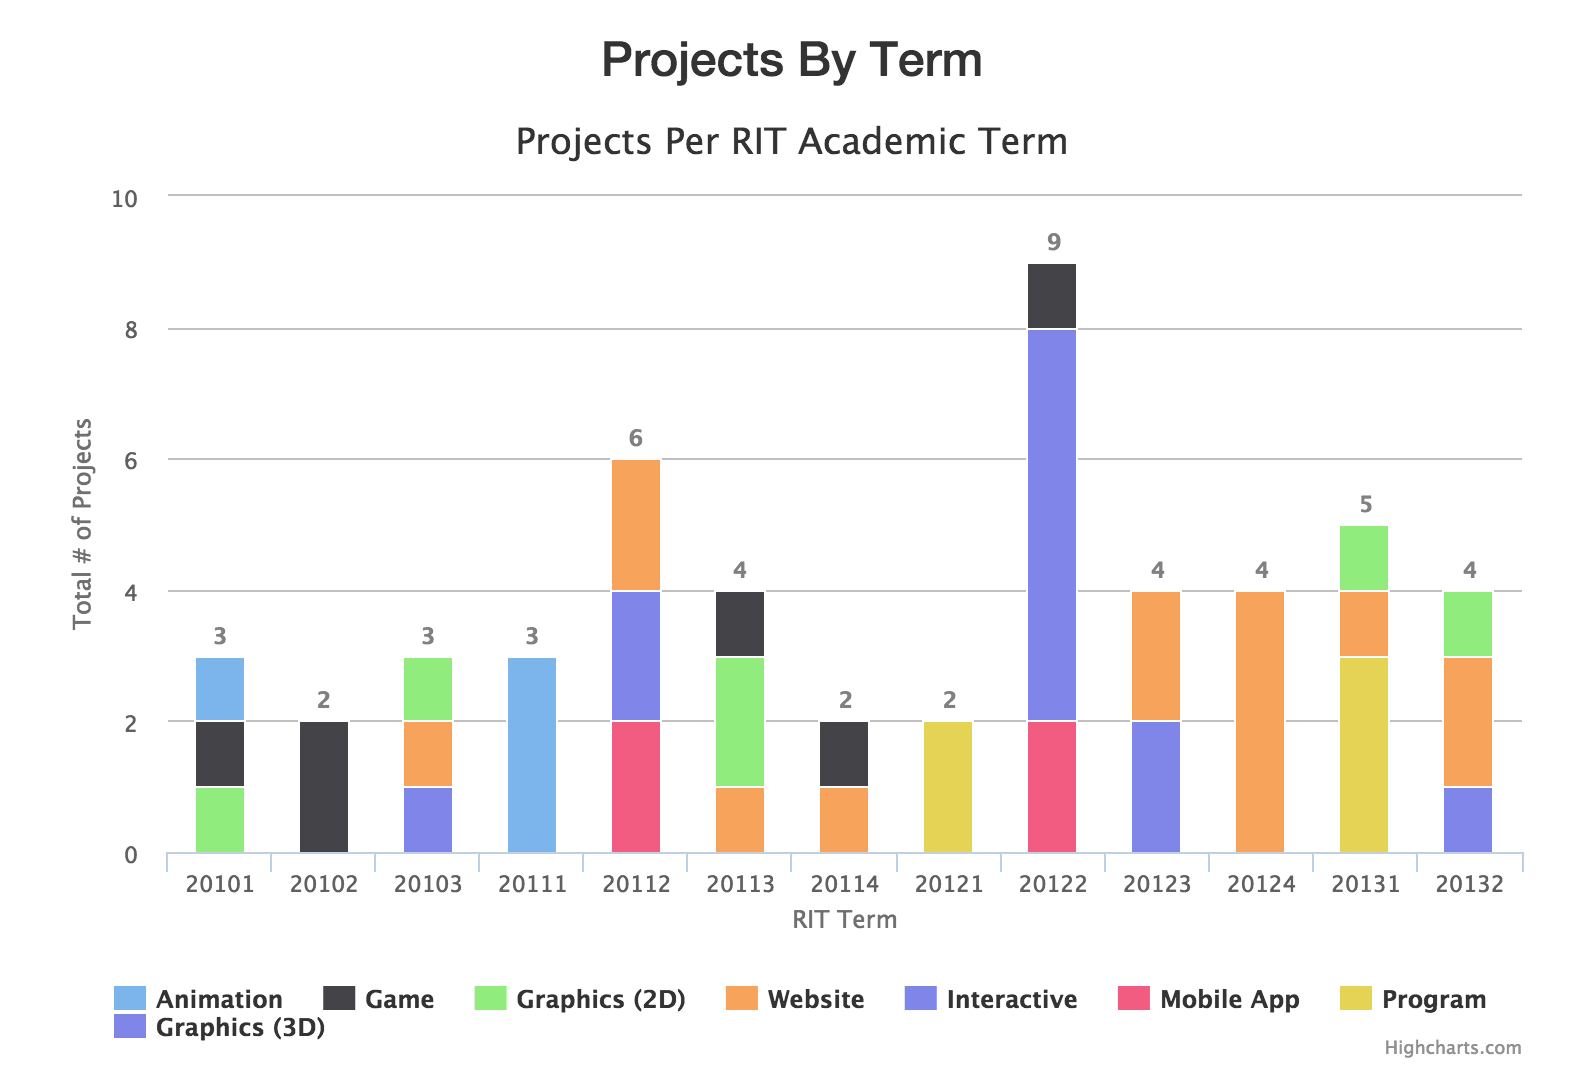 Projects By Term
Projects Per RIT Academic Term
10
8
6
4
2
0
Total # of Projects
3
2
3
3
6
4
2
2
9
4
4
5
4
20101 20102 20103 20111 20112 20113 20114 20121 20122 20123 20124 20131 20132
RIT Term
Animation Game Graphics (2D) Website Interactive Mobile App Program
Graphics (3D)
Highcharts.com